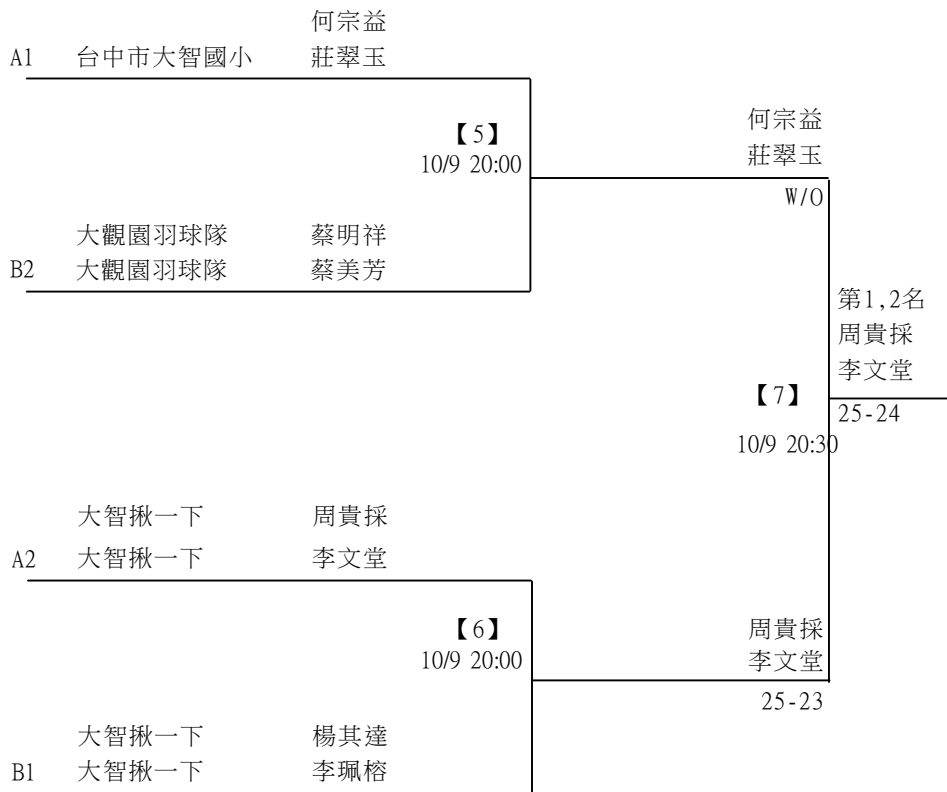 何宗益
A1 台中市大智國小 莊翠玉
【5】
10/9 20:00
何宗益
莊翠玉
W/O
大觀園羽球隊 蔡明祥
B2 大觀園羽球隊 蔡美芳
第1,2名
周貴採
李文堂
25-24
【7】
10/9 20:30
大智揪一下 周貴採
A2 大智揪一下 李文堂
【6】
10/9 20:00
周貴採
李文堂
25-23
大智揪一下 楊其達
B1 大智揪一下 李珮榕